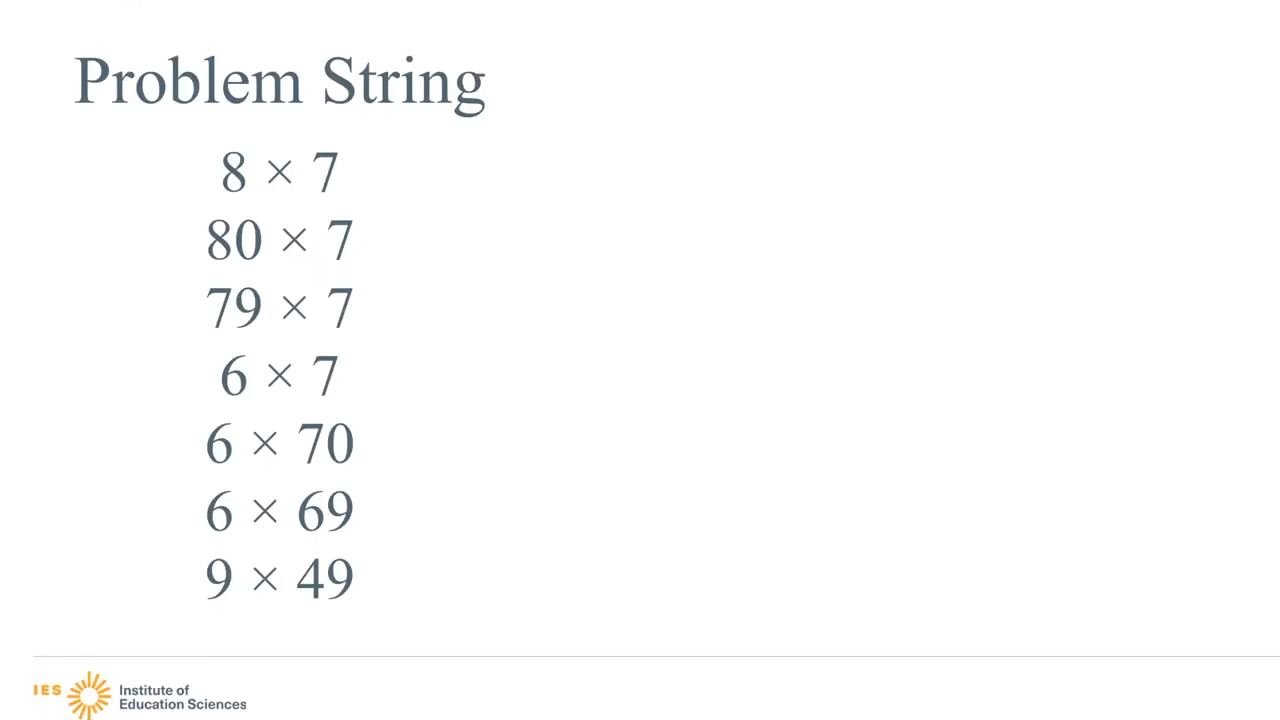 Problem String
8 × 7
80 × 7
79 × 7
6 × 7
6 × 70
6 × 69
9 × 49
IES
Institute of
Education Sciences